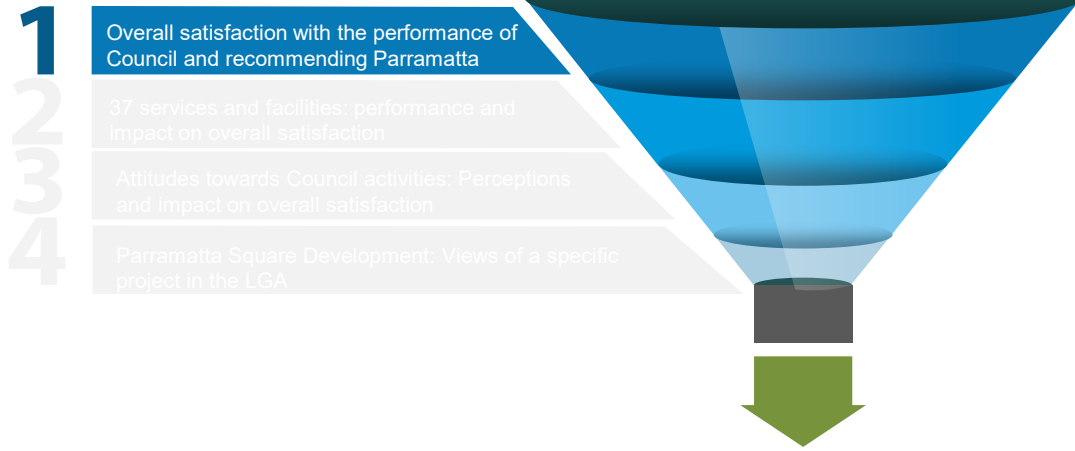 1
Overall satisfaction with the performance of
Council and recommending Parramatta
2
37 services and facilities: performance and
impact on overall satisfaction
3
Attitudes towards Council activities: Perceptions
and impact on overall satisfaction
4
Parramatta Square Development: Views of a specific
project in the LGA